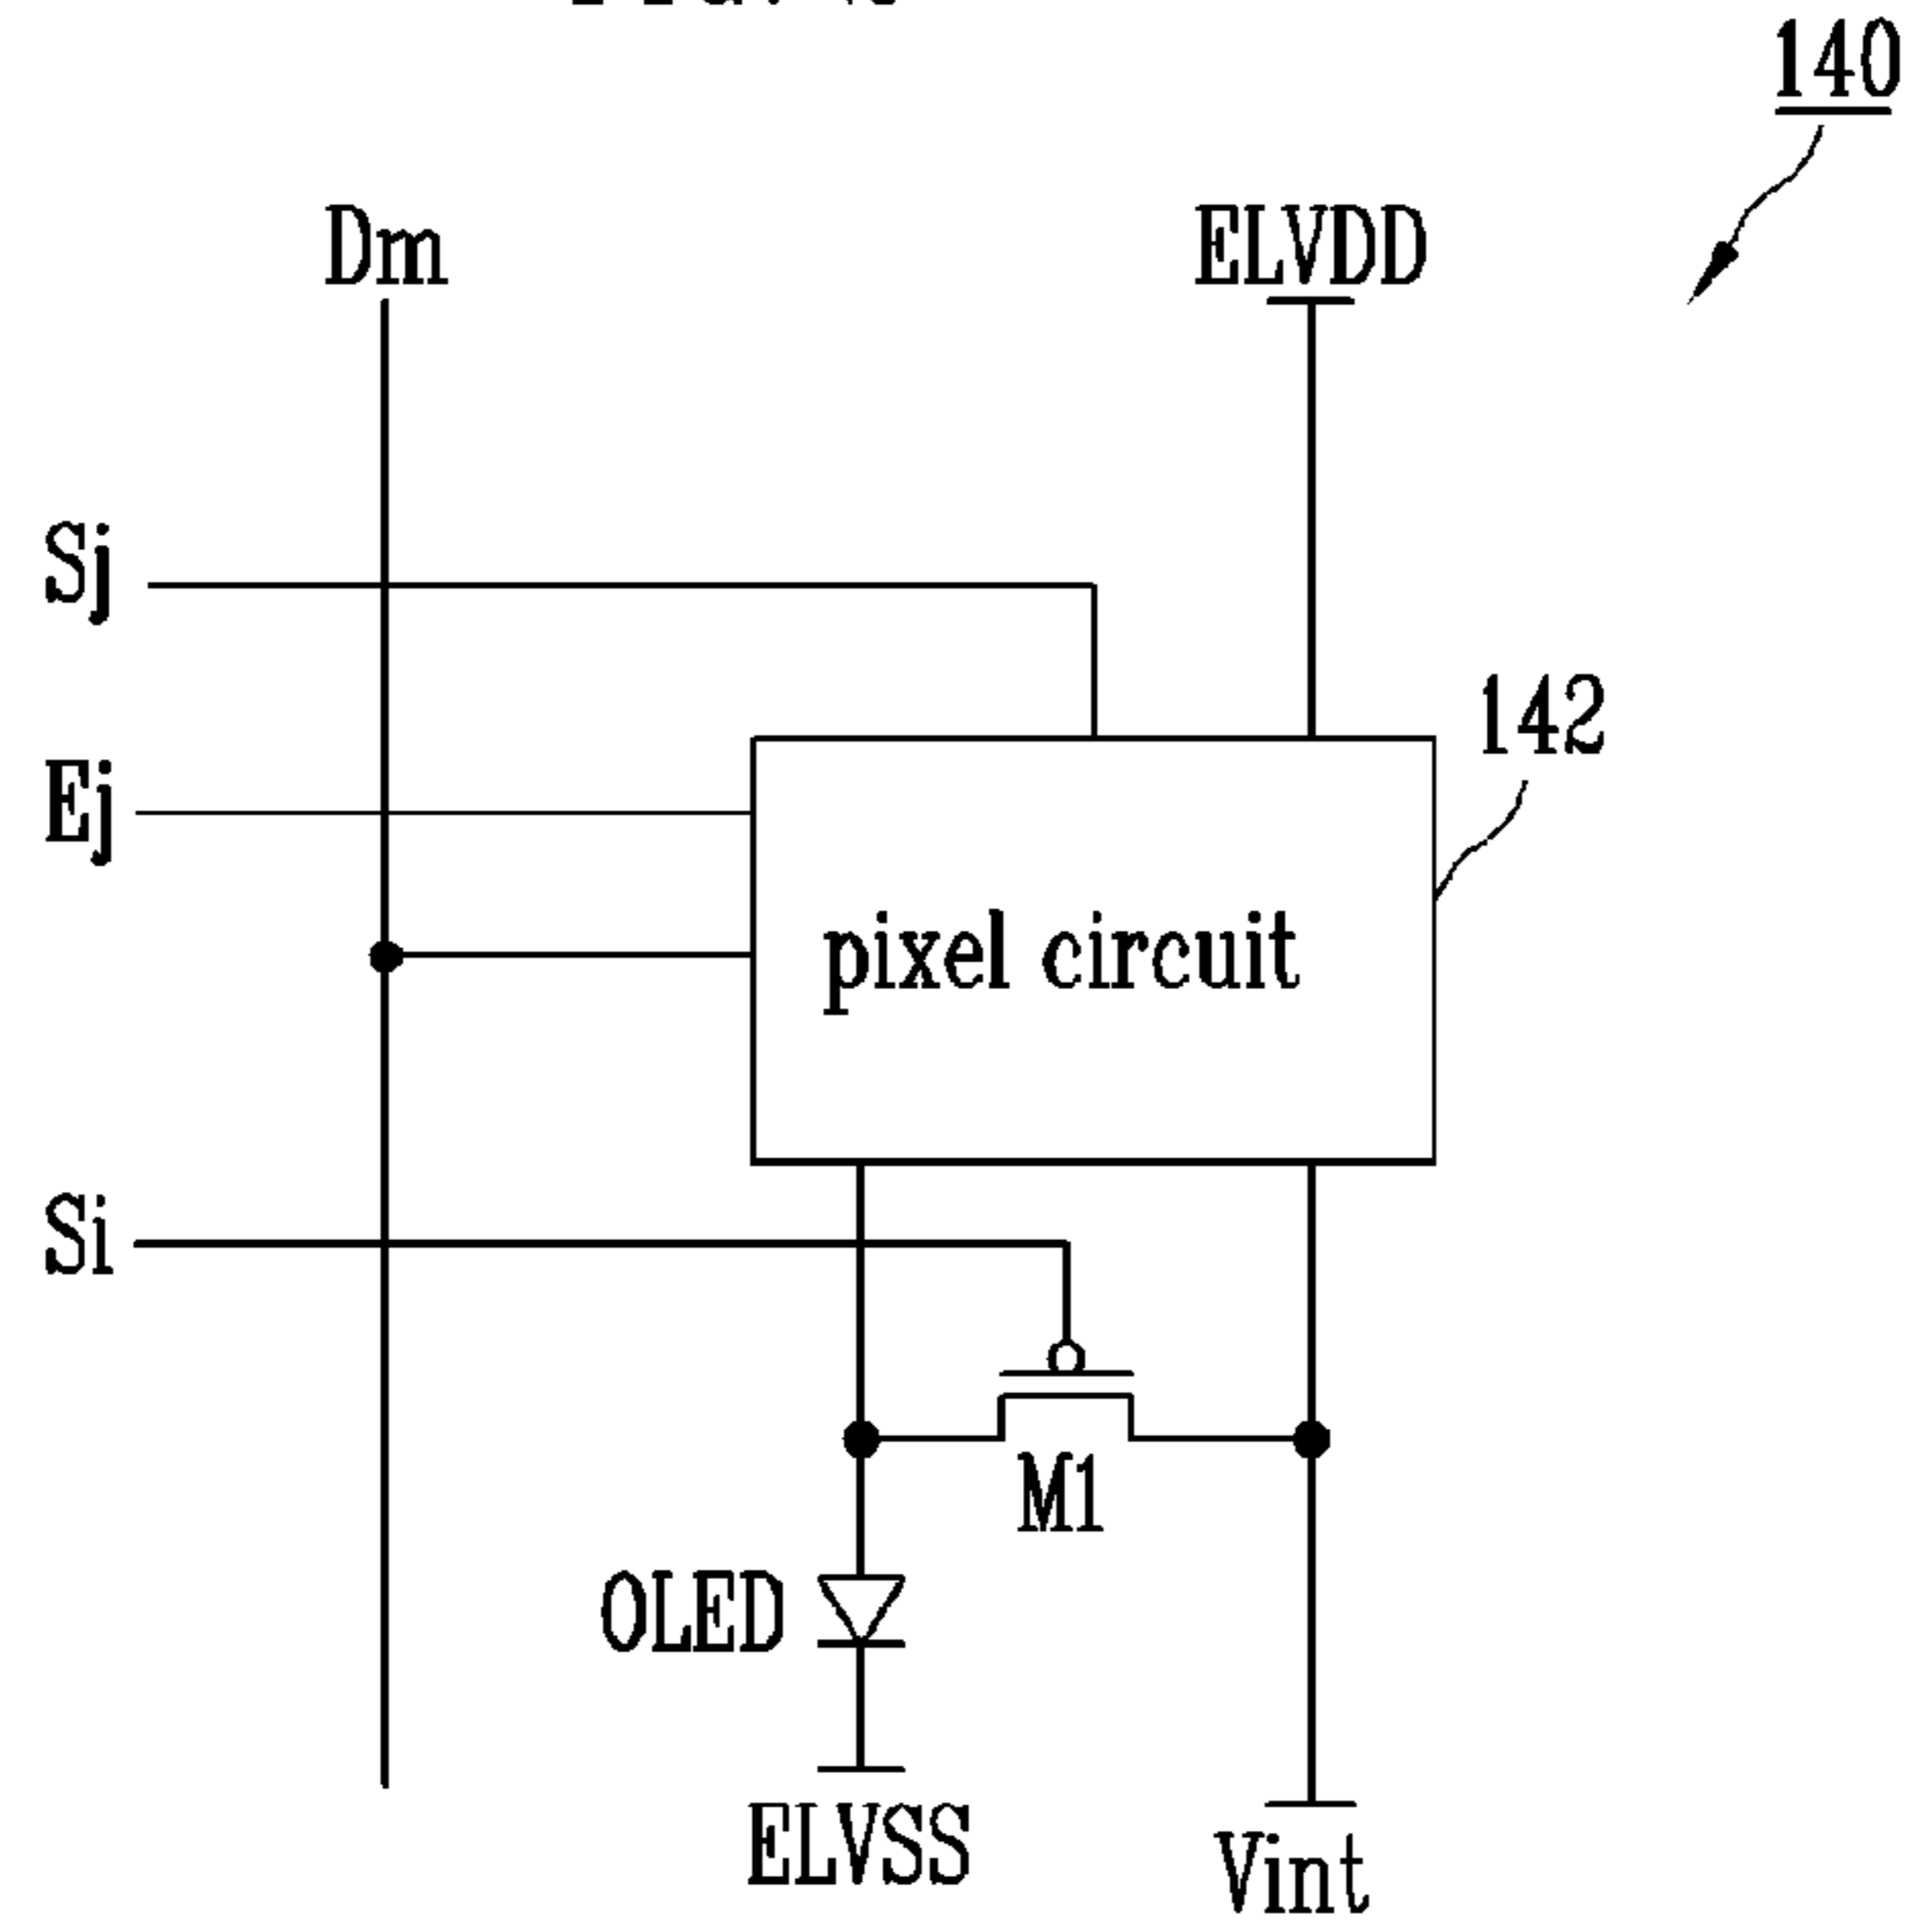 140
Dm
ELVDD
Sj
142
Ej
pixel circuit
Si
M1
OLED
ELVSS
Vint